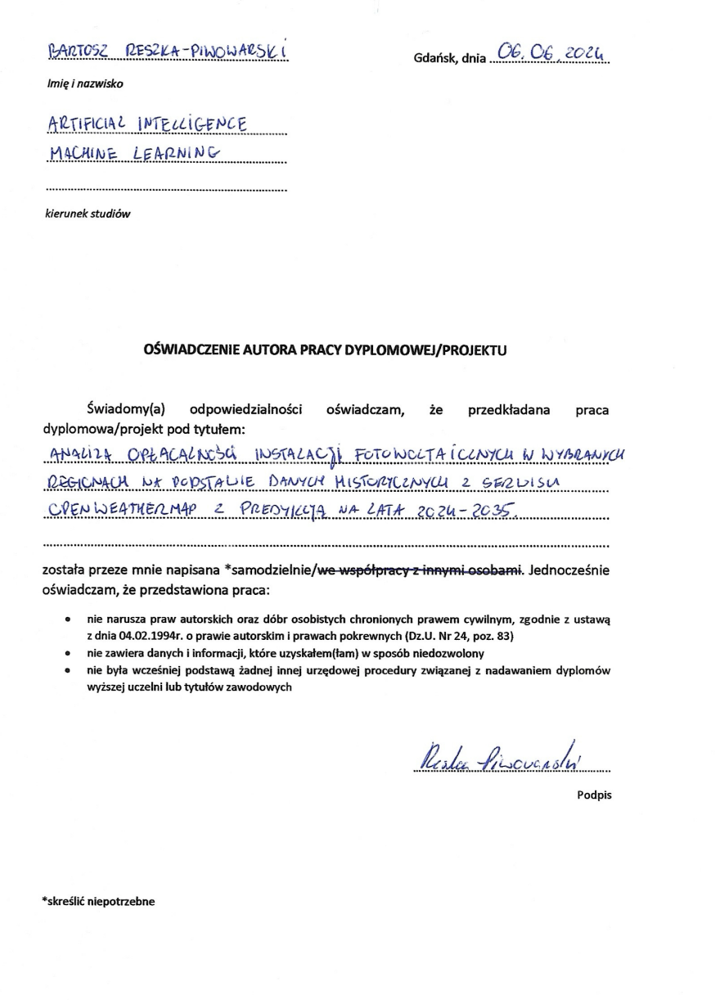 BARTOSZ RESZKA-PIWOWARSKI
Gdańsk, dnia 06.06.2024
Imię i nazwisko
ARTIFICIAL INTELLIGENCE
MACHINE LEARNING
kierunek studiów
OŚWIADCZENIE AUTORA PRACY DYPLOMOWEJ/PROJEKTU
Świadomy(a) odpowiedzialności oświadczam, że przedkładana praca
dyplomowa/projekt pod tytułem:
ANALIZA OPŁACALNOŚCI INSTALACJI FOTOWOLTAICZNYCH W WYBRANYCH
REGIONACH NA PODSTAWIE DANYCH HISTORYCZNYCH Z SERWISU
OPENWEATHERMAP Z PREDYKCJĄ NA LATA 2024-2035.
została przeze mnie napisana *samodzielnie/we współpracy z innymi osobami. Jednocześnie
oświadczam, że przedstawiona praca:
• nie narusza praw autorskich oraz dóbr osobistych chronionych prawem cywilnym, zgodnie z ustawą
z dnia 04.02.1994r. o prawie autorskim i prawach pokrewnych (Dz.U. Nr 24, poz. 83)
• nie zawiera danych i informacji, które uzyskałem(łam) w sposób niedozwolony
• nie była wcześniej podstawą żadnej innej urzędowej procedury związanej z nadawaniem dyplomów
wyższej uczelni lub tytułów zawodowych
Reszka Piwowarski
Podpis
*skreślić niepotrzebne